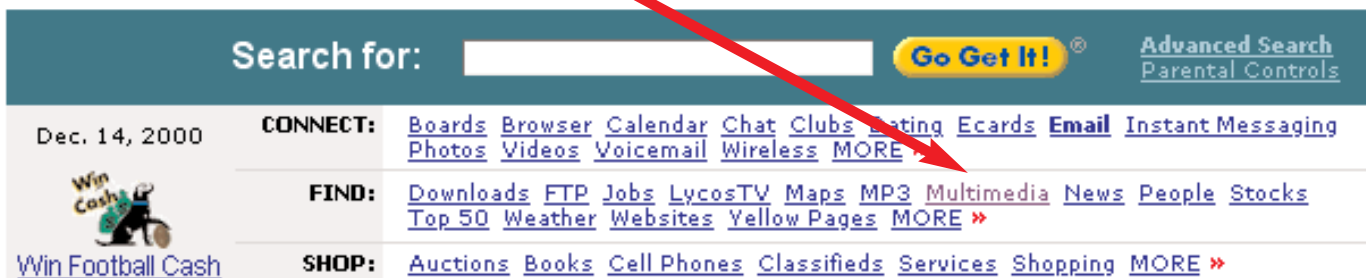 Search for: Go Get It!® Advanced Search
Parental Controls
Dec. 14, 2000
CONNECT: Boards Browser Calendar Chat Clubs Dating Ecards Email Instant Messaging
Photos Videos Voicemail Wireless MORE »
Win
Cash
FIND: Downloads FTP Jobs LycosTV Maps MP3 Multimedia News People Stocks
Top 50 Weather Websites Yellow Pages MORE »
Win Football Cash
SHOP: Auctions Books Cell Phones Classifieds Services Shopping MORE »